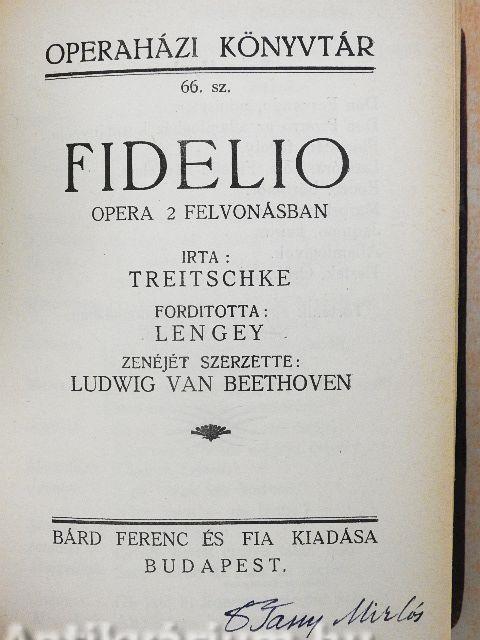 OPERAHÁZI KÖNYVTÁR
66. sz.
FIDELIO
OPERA 2 FELVONÁSBAN
IRTA :
TREITSCHKE
FORDITOTTA :
LENGEY
ZENÉJÉT SZERZETTE:
LUDWIG VAN BEETHOVEN
BÁRD FERENC ÉS FIA KIADÁSA
BUDAPEST.